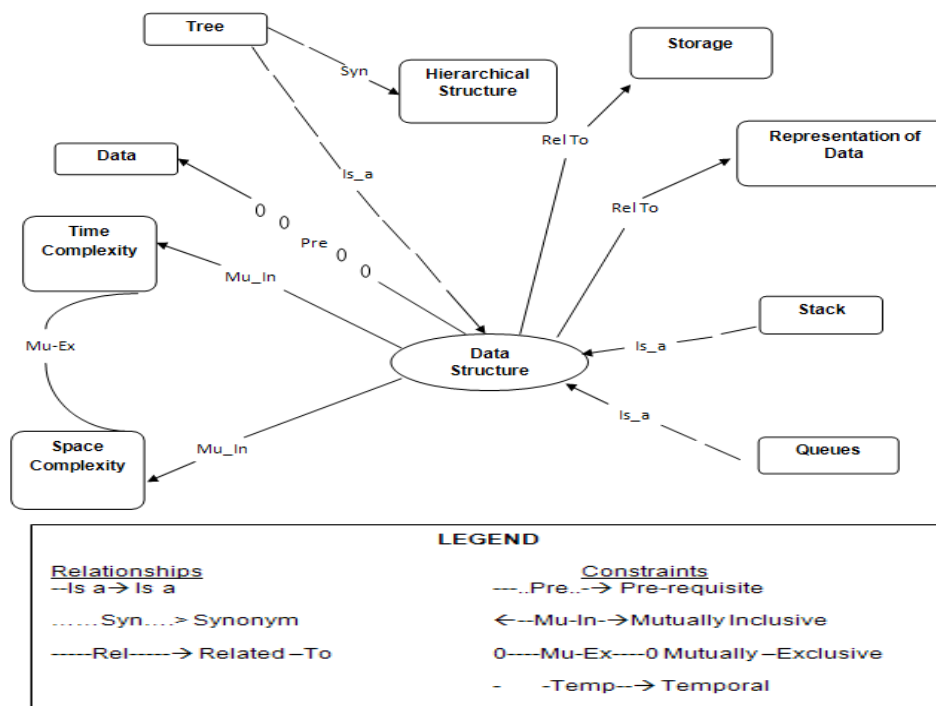 Tree
Syn
Hierarchical
Structure
Storage
Rel To
Representation of
Data
Rel To
Data
Is_a
0 0
Pre
0 0
Time
Complexity
Mu_In
Mu-Ex
Stack
Is_a
Data
Structure
Is_a
Queues
Space
Complexity
Mu_In
LEGEND
Relationships
--Is a→ Is a
......Syn....> Synonym
-----Rel-----→ Related –To
Constraints
---..Pre..-→ Pre-requisite
←--Mu-In-→Mutually Inclusive
0----Mu-Ex----0 Mutually –Exclusive
- -Temp--→ Temporal